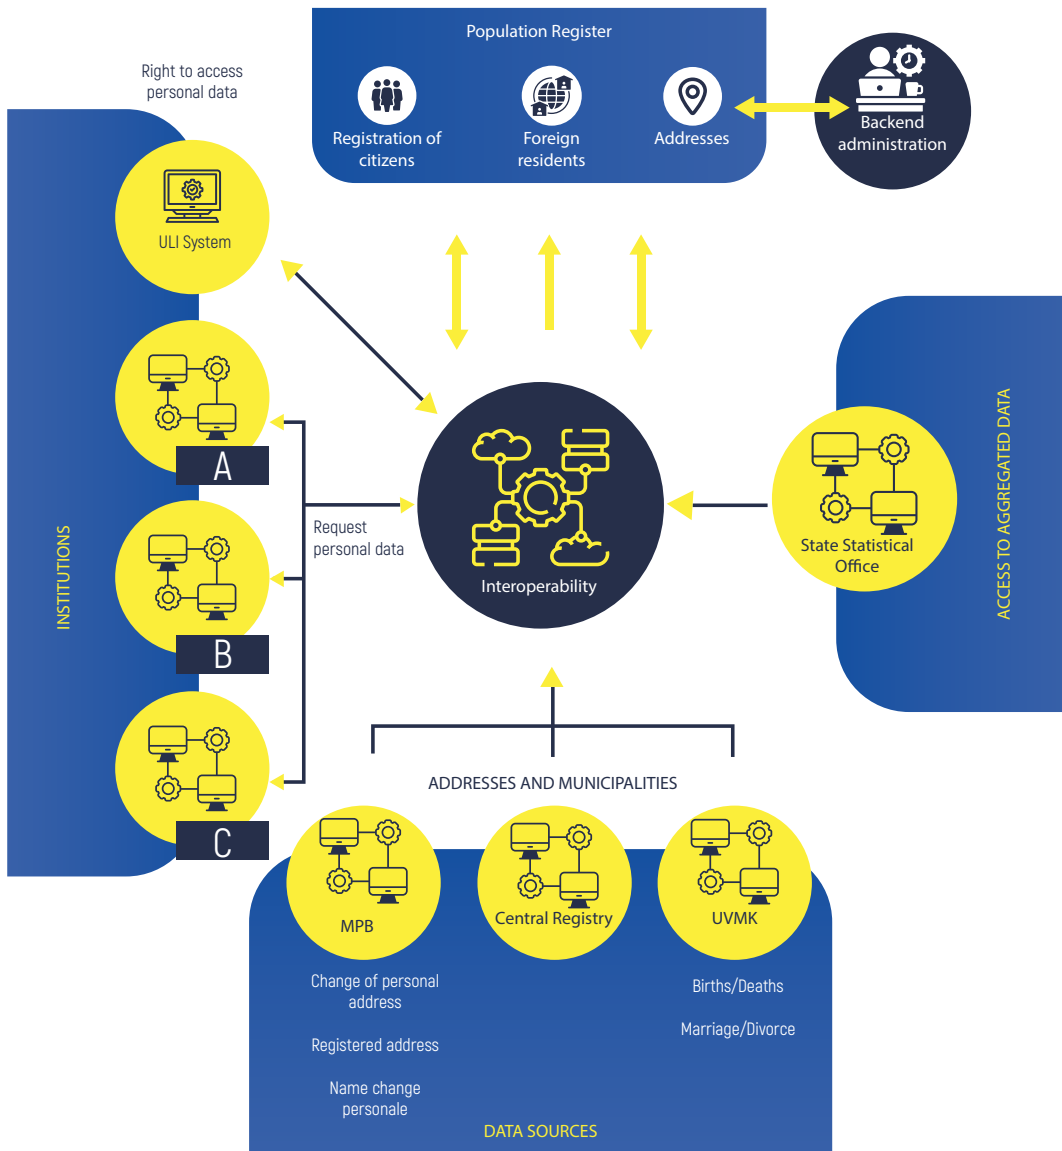 Population Register
Registration of
citizens
Foreign
residents
Addresses
Backend
administration
Right to access
personal data
ULI System
A
B
C
INSTITUTIONS
Request
personal data
Interoperability
State Statistical
Office
ACCESS TO AGGREGATED DATA
ADDRESSES AND MUNICIPALITIES
MPB
Central Registry
UVMK
Change of personal
address
Registered address
Name change
personale
Births/Deaths
Marriage/Divorce
DATA SOURCES